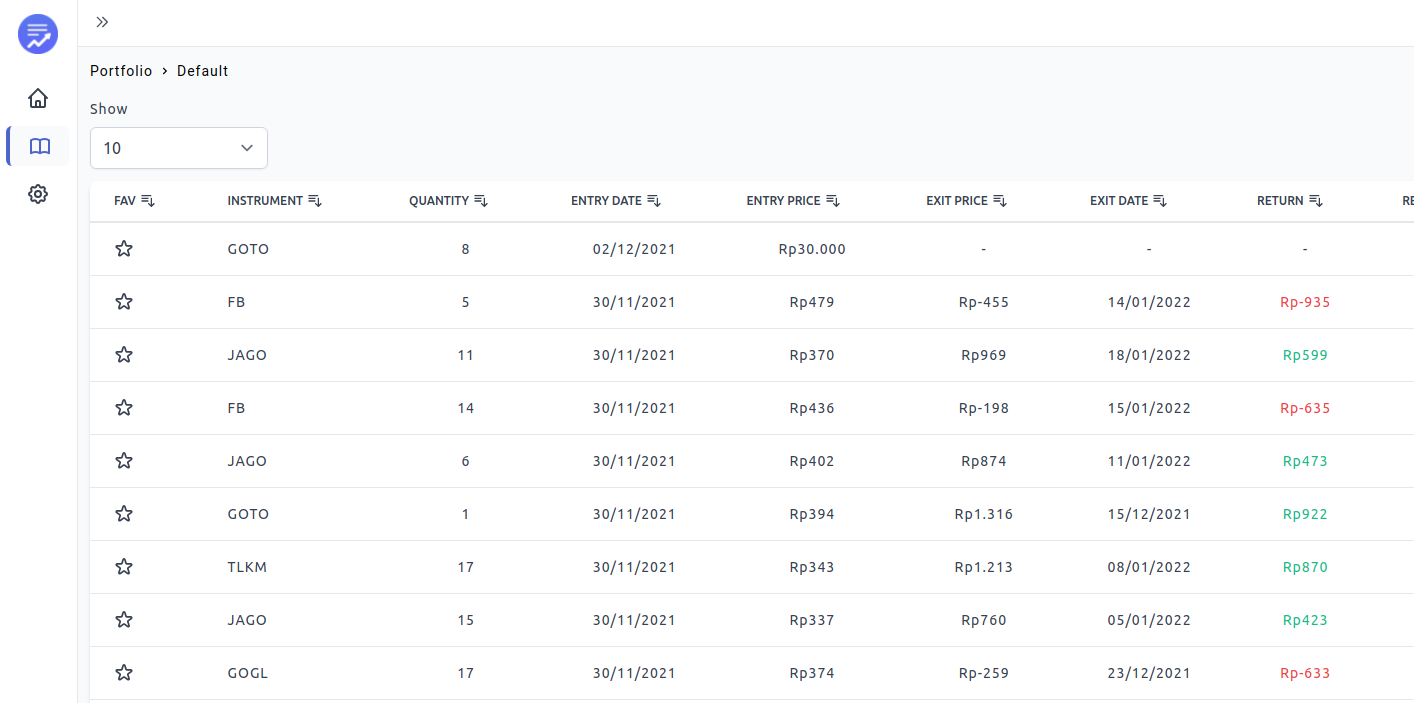 Portfolio > Default
Show
10
FAV INSTRUMENT QUANTITY ENTRY DATE ENTRY PRICE EXIT PRICE EXIT DATE RETURN RE
GOTO 8 02/12/2021 Rp30.000 - - -
FB 5 30/11/2021 Rp479 Rp-455 14/01/2022 Rp-935
JAGO 11 30/11/2021 Rp370 Rp969 18/01/2022 Rp599
FB 14 30/11/2021 Rp436 Rp-198 15/01/2022 Rp-635
JAGO 6 30/11/2021 Rp402 Rp874 11/01/2022 Rp473
GOTO 1 30/11/2021 Rp394 Rp1.316 15/12/2021 Rp922
TLKM 17 30/11/2021 Rp343 Rp1.213 08/01/2022 Rp870
JAGO 15 30/11/2021 Rp337 Rp760 05/01/2022 Rp423
GOGL 17 30/11/2021 Rp374 Rp-259 23/12/2021 Rp-633